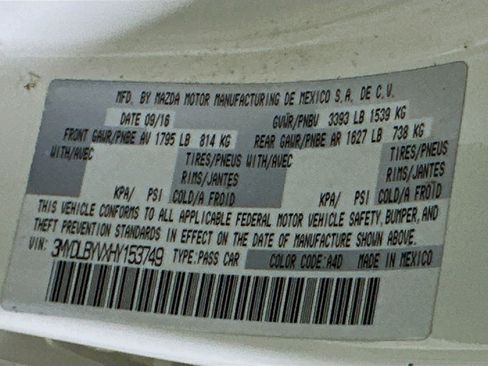 MFD. BY MAZDA MOTOR MANUFACTURING DE MEXICO S.A. DE C.V.
DATE 09/16 GVWR/PNBV 3393 LB 1539 KG
FRONT GAWR/PNBE AV 1795 LB 814 KG REAR GAWR/PNBE AR 1627 LB 738 KG
WITH/AVEC TIRES/PNEUS WITH/AVEC TIRES/PNEUS
RIMS/JANTES RIMS/JANTES
KPA/ PSI COLD/A FROID KPA/ PSI COLD/A FROID
THIS VEHICLE CONFORMS TO ALL APPLICABLE FEDERAL MOTOR VEHICLE SAFETY, BUMPER, AND
THEFT PREVENTION STANDARDS IN EFFECT ON THE DATE OF MANUFACTURE SHOWN ABOVE.
VIN: 3MYDLBYVXHY153749 TYPE:PASS CAR COLOR CODE:A4D MADE IN MEXICO